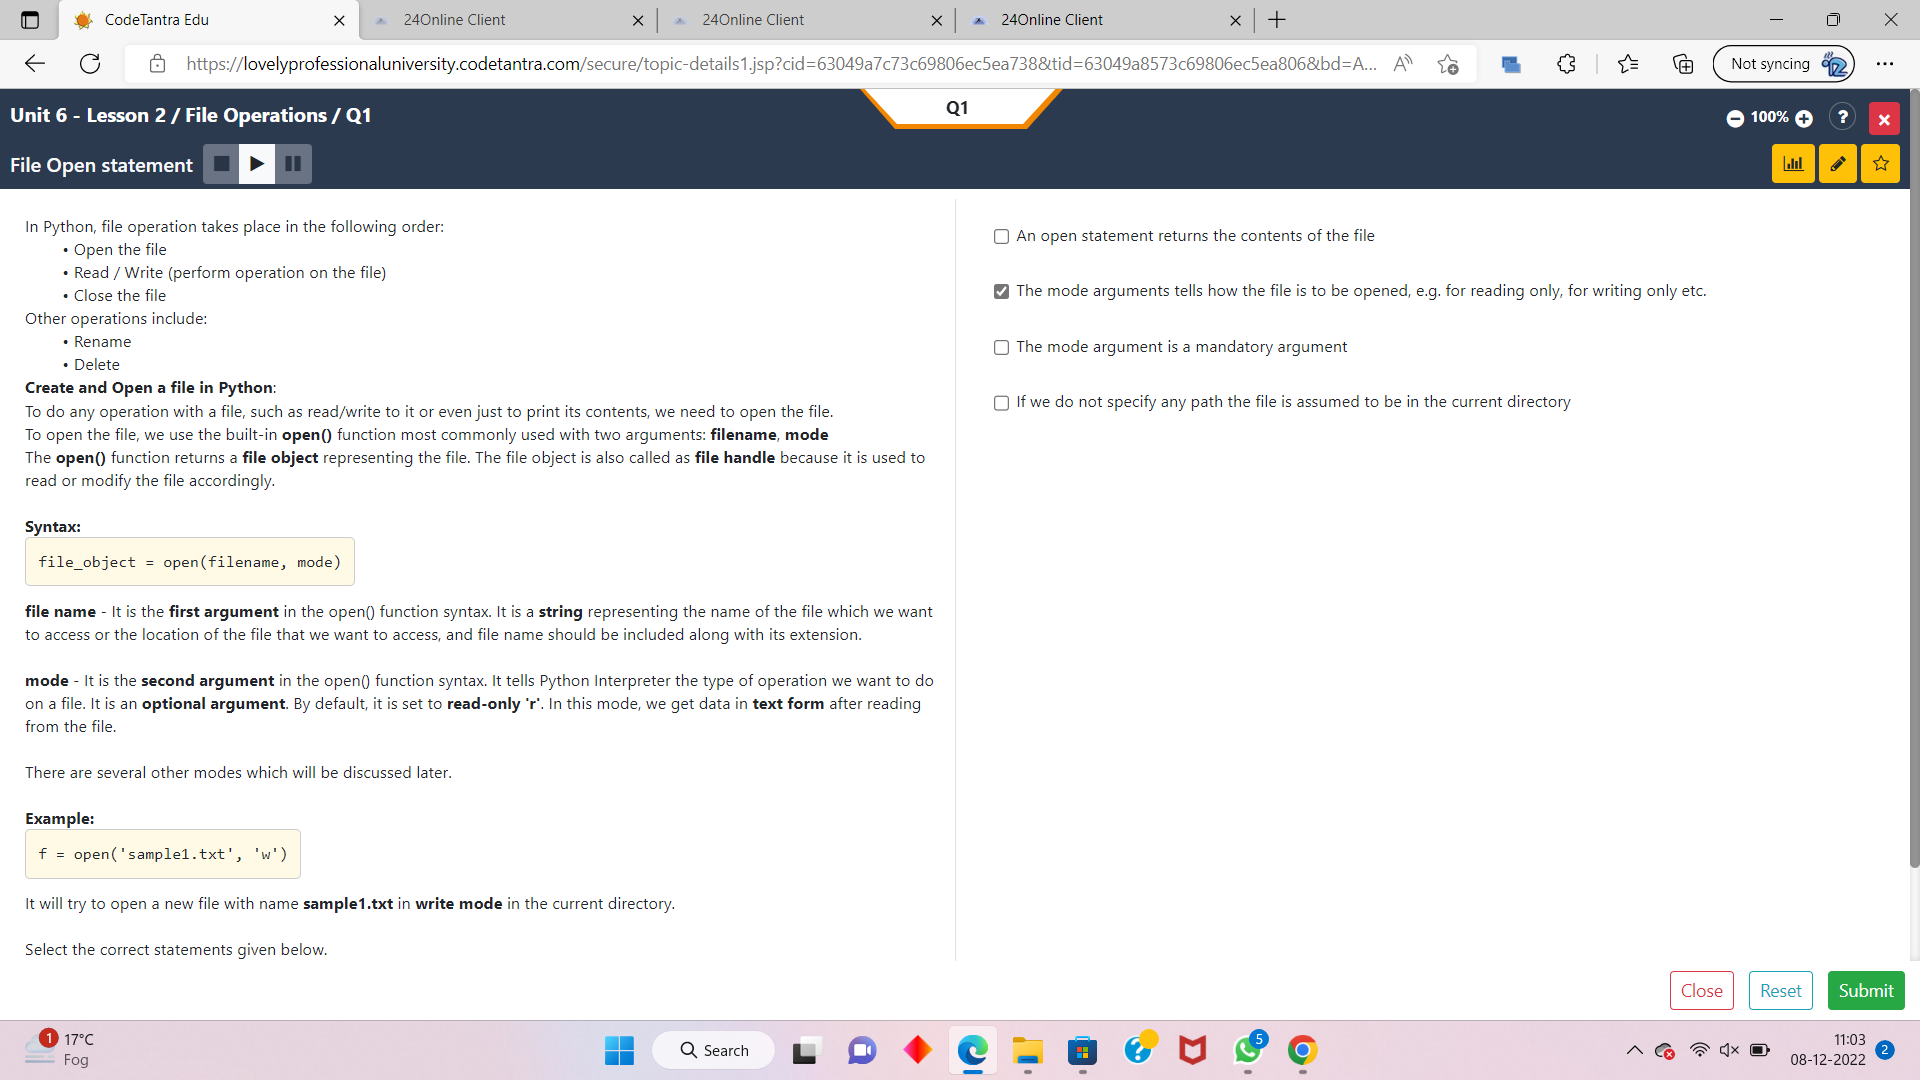 CodeTantra Edu
24Online Client
24Online Client
24Online Client
https://lovelyprofessionaluniversity.codetantra.com/secure/topic-details1.jsp?cid=63049a7c73c69806ec5ea738&tid=63049a8573c69806ec5ea806&bd=A...
Not syncing
Unit 6 - Lesson 2 / File Operations / Q1
Q1
100%
?
File Open statement
In Python, file operation takes place in the following order:
• Open the file
• Read / Write (perform operation on the file)
• Close the file
Other operations include:
• Rename
• Delete
Create and Open a file in Python:
To do any operation with a file, such as read/write to it or even just to print its contents, we need to open the file.
To open the file, we use the built-in open() function most commonly used with two arguments: filename, mode
The open() function returns a file object representing the file. The file object is also called as file handle because it is used to
read or modify the file accordingly.
Syntax:
file_object = open(filename, mode)
file name - It is the first argument in the open() function syntax. It is a string representing the name of the file which we want
to access or the location of the file that we want to access, and file name should be included along with its extension.
mode - It is the second argument in the open() function syntax. It tells Python Interpreter the type of operation we want to do
on a file. It is an optional argument. By default, it is set to read-only 'r'. In this mode, we get data in text form after reading
from the file.
There are several other modes which will be discussed later.
Example:
f = open('sample1.txt', 'w')
It will try to open a new file with name sample1.txt in write mode in the current directory.
Select the correct statements given below.
An open statement returns the contents of the file
The mode arguments tells how the file is to be opened, e.g. for reading only, for writing only etc.
The mode argument is a mandatory argument
If we do not specify any path the file is assumed to be in the current directory
Close
Reset
Submit
1
17°C
Fog
Search
5
11:03
08-12-2022
2